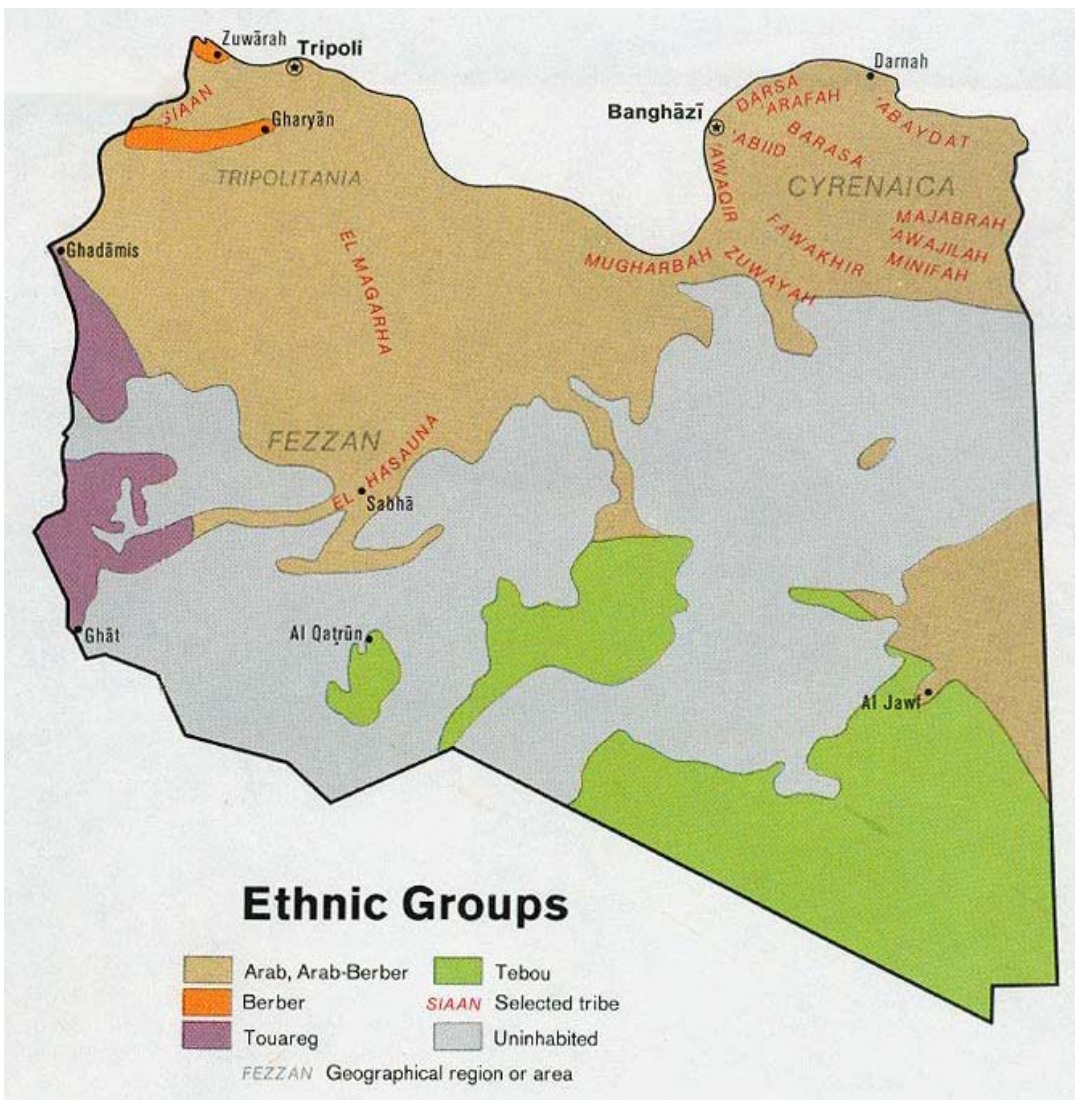 Zuwārah
Tripoli
Darnah
SIAAN
DARSA
'ARAFAH
'ABAYDAT
Banghāzī
Gharyān
'ABIID
BARASA
TRIPOLITANIA
'AWAQIR
CYRENAICA
MAJABRAH
'AWAJILAH
MINIFAH
FAWAKHIR
Ghadāmis
EL MAGARHA
MUGHARBAH
ZUWAYAH
FEZZAN
EL HASAUNA
Sabhā
Ghāt
Al Qaṭrūn
Al Jawf
Ethnic Groups
Arab, Arab-Berber
Tebou
Berber
SIAAN Selected tribe
Touareg
Uninhabited
FEZZAN Geographical region or area